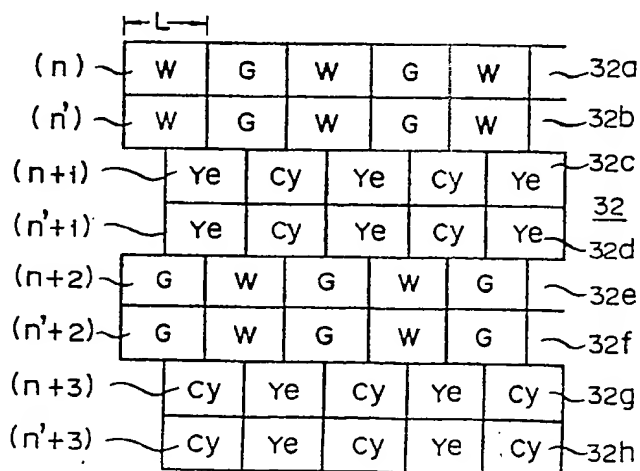 L
(n) W G W G W 32a
(n') W G W G W 32b
(n+1) Ye Cy Ye Cy Ye 32c
32
(n'+1) Ye Cy Ye Cy Ye 32d
(n+2) G W G W G 32e
(n'+2) G W G W G 32f
(n+3) Cy Ye Cy Ye Cy 32g
(n'+3) Cy Ye Cy Ye Cy 32h